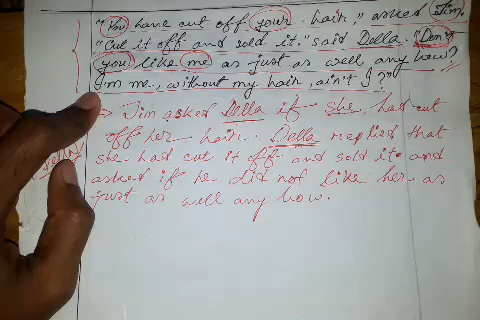 "You have cut off your hair," asked Jim.
"Cut it off and sold it," said Della. "Don't
you like me as just as well any how?
I'm me, without my hair, ain't I?"
⇒ Jim asked Della if she had cut
off her hair. Della replied that
she had cut it off and sold it and
asked if he did not like her as
just as well any how.